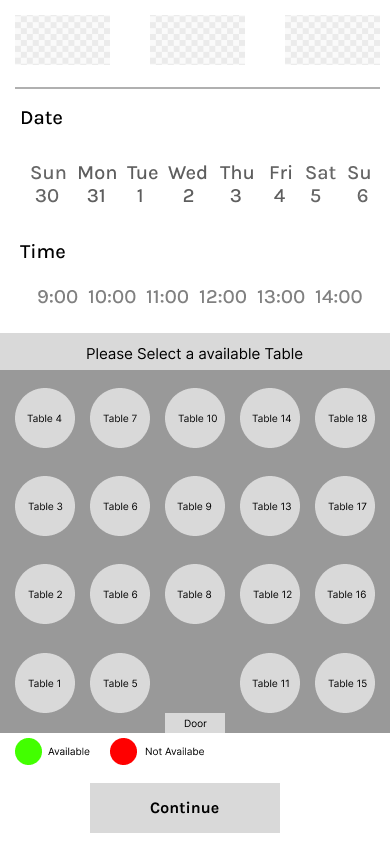 Date
Sun Mon Tue Wed Thu Fri Sat Su
30 31 1 2 3 4 5 6
Time
9:00 10:00 11:00 12:00 13:00 14:00
Please Select a available Table
Table 4 Table 7 Table 10 Table 14 Table 18
Table 3 Table 6 Table 9 Table 13 Table 17
Table 2 Table 6 Table 8 Table 12 Table 16
Table 1 Table 5 Table 11 Table 15
Door
Available Not Availabe
Continue